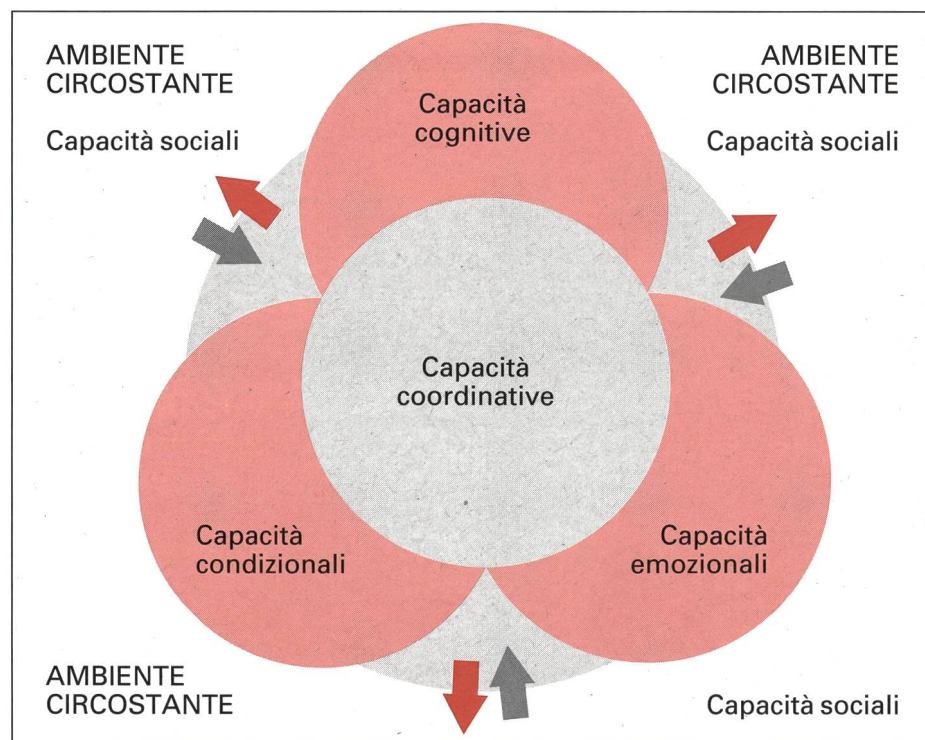 AMBIENTE
CIRCOSTANTE
Capacità sociali
AMBIENTE
CIRCOSTANTE
Capacità sociali
Capacità
cognitive
Capacità
coordinative
Capacità
condizionali
Capacità
emozionali
AMBIENTE
CIRCOSTANTE
Capacità sociali